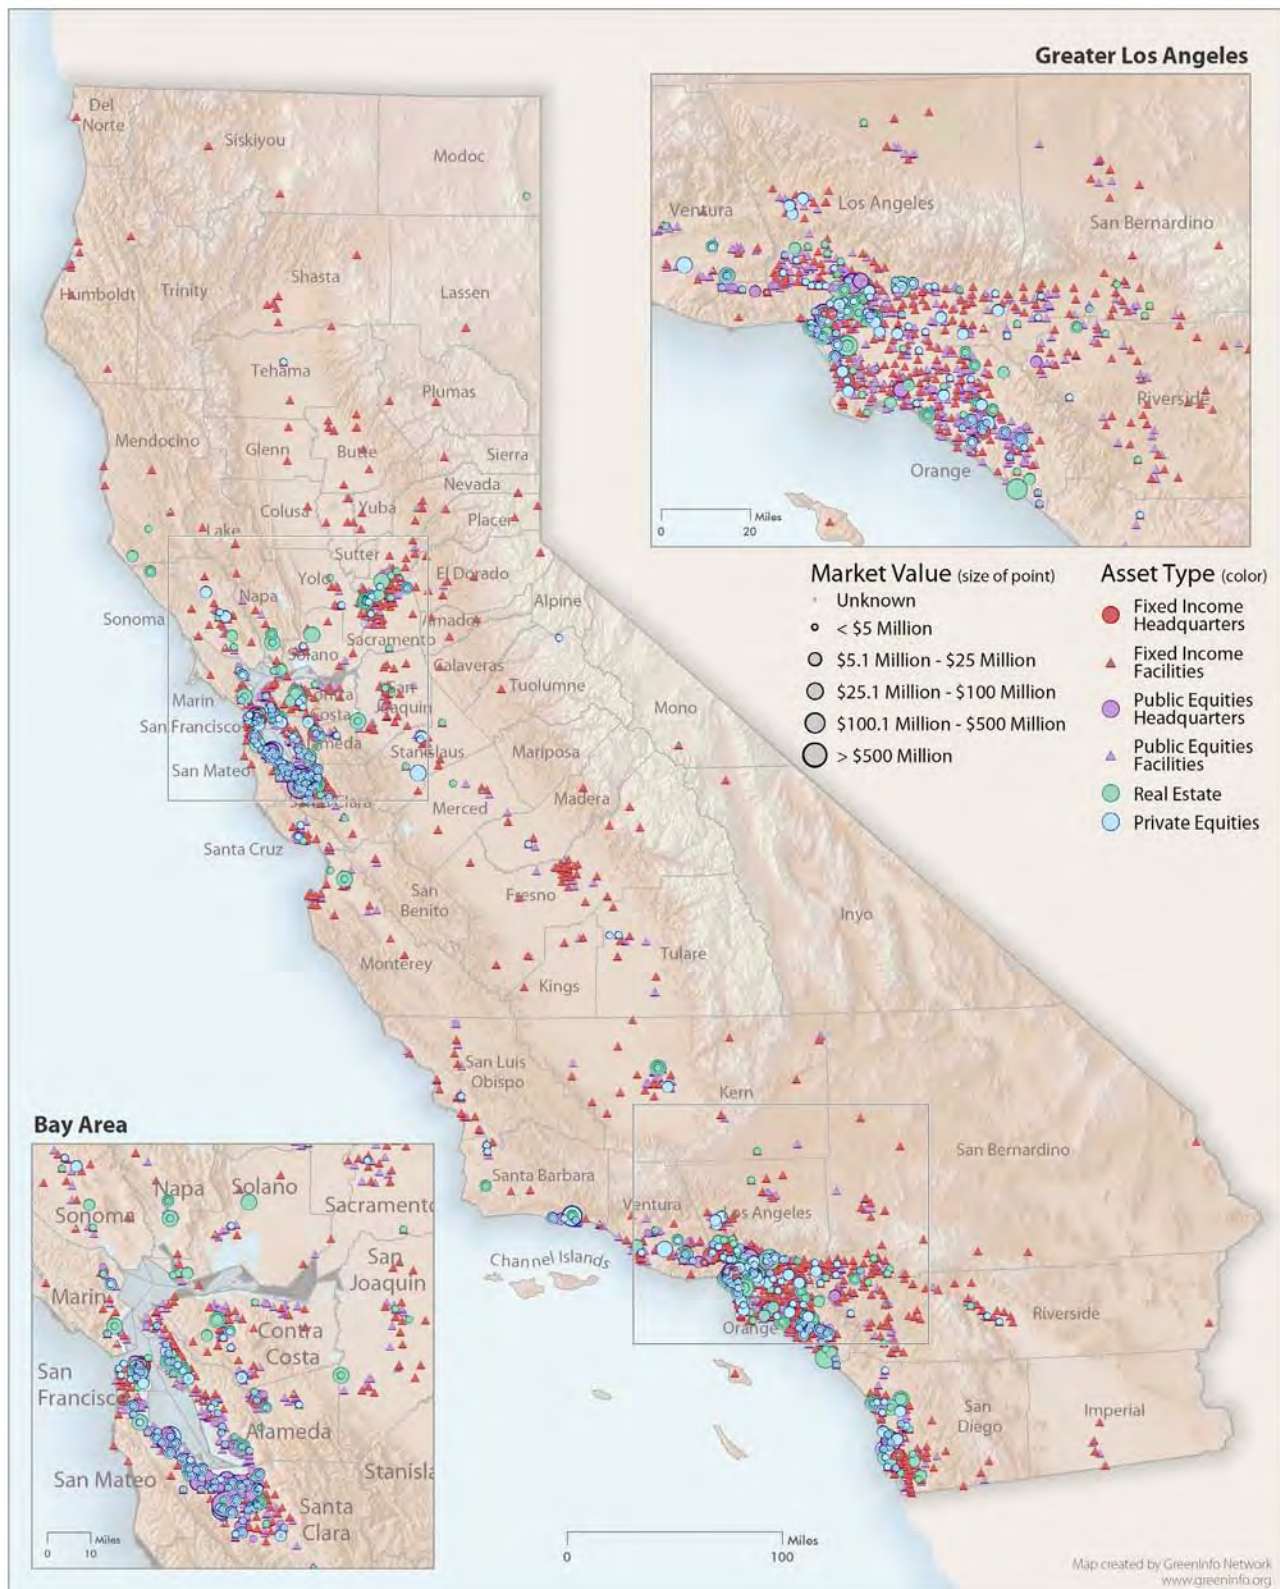 Greater Los Angeles
Ventura
Los Angeles
San Bernardino
Riverside
Orange
Miles
0
20
Market Value (size of point)
Unknown
< $5 Million
$5.1 Million - $25 Million
$25.1 Million - $100 Million
$100.1 Million - $500 Million
> $500 Million
Asset Type (color)
Fixed Income
Headquarters
Fixed Income
Facilities
Public Equities
Headquarters
Public Equities
Facilities
Real Estate
Private Equities
Del
Norte
Siskiyou
Modoc
Humboldt
Trinity
Shasta
Lassen
Tehama
Plumas
Mendocino
Glenn
Butte
Sierra
Nevada
Colusa
Yuba
Placer
Lake
Sutter
Yolo
El Dorado
Napa
Alpine
Sonoma
Amador
Sacramento
Solano
Calaveras
Marin
Contra
Costa
San
Joaquin
Tuolumne
Mono
San Francisco
Alameda
Stanislaus
Mariposa
San Mateo
Santa Clara
Merced
Madera
Santa Cruz
San
Benito
Fresno
Inyo
Monterey
Tulare
Kings
San Luis
Obispo
Kern
San Bernardino
Santa Barbara
Ventura
Los Angeles
Channel Islands
Orange
Riverside
San
Diego
Imperial
Bay Area
Napa
Solano
Sonoma
Sacramento
San
Joaquin
Marin
Contra
Costa
San
Francisco
Alameda
San Mateo
Stanisla
Santa
Clara
Miles
0
10
Miles
0
100
Map created by GreenInfo Network
www.greeninfo.org